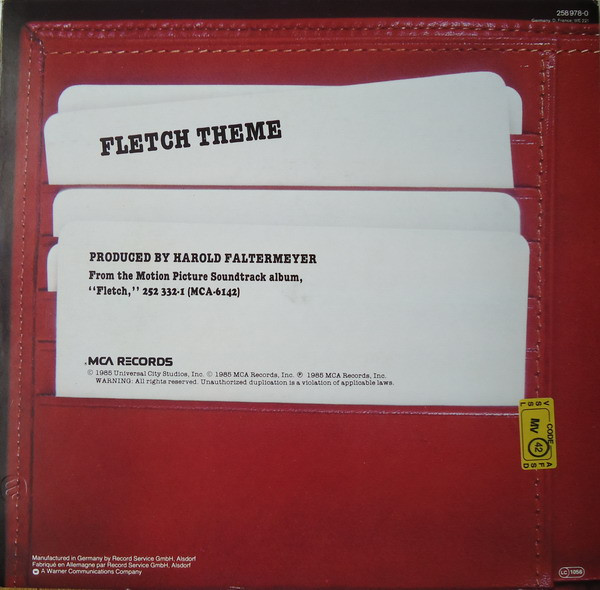 258 978-0
Germany: D, France: WE 331
FLETCH THEME
PRODUCED BY HAROLD FALTERMEYER
From the Motion Picture Soundtrack album,
“Fletch,” 252 332-1 (MCA-6142)
MCA RECORDS
© 1985 Universal City Studios, Inc. © 1985 MCA Records, Inc. ℗ 1985 MCA Records, Inc.
WARNING: All rights reserved. Unauthorized duplication is a violation of applicable laws.
CODE
MV
42
Manufactured in Germany by Record Service GmbH, Alsdorf
Fabriqué en Allemagne par Record Service GmbH, Alsdorf
A Warner Communications Company
LC 1056